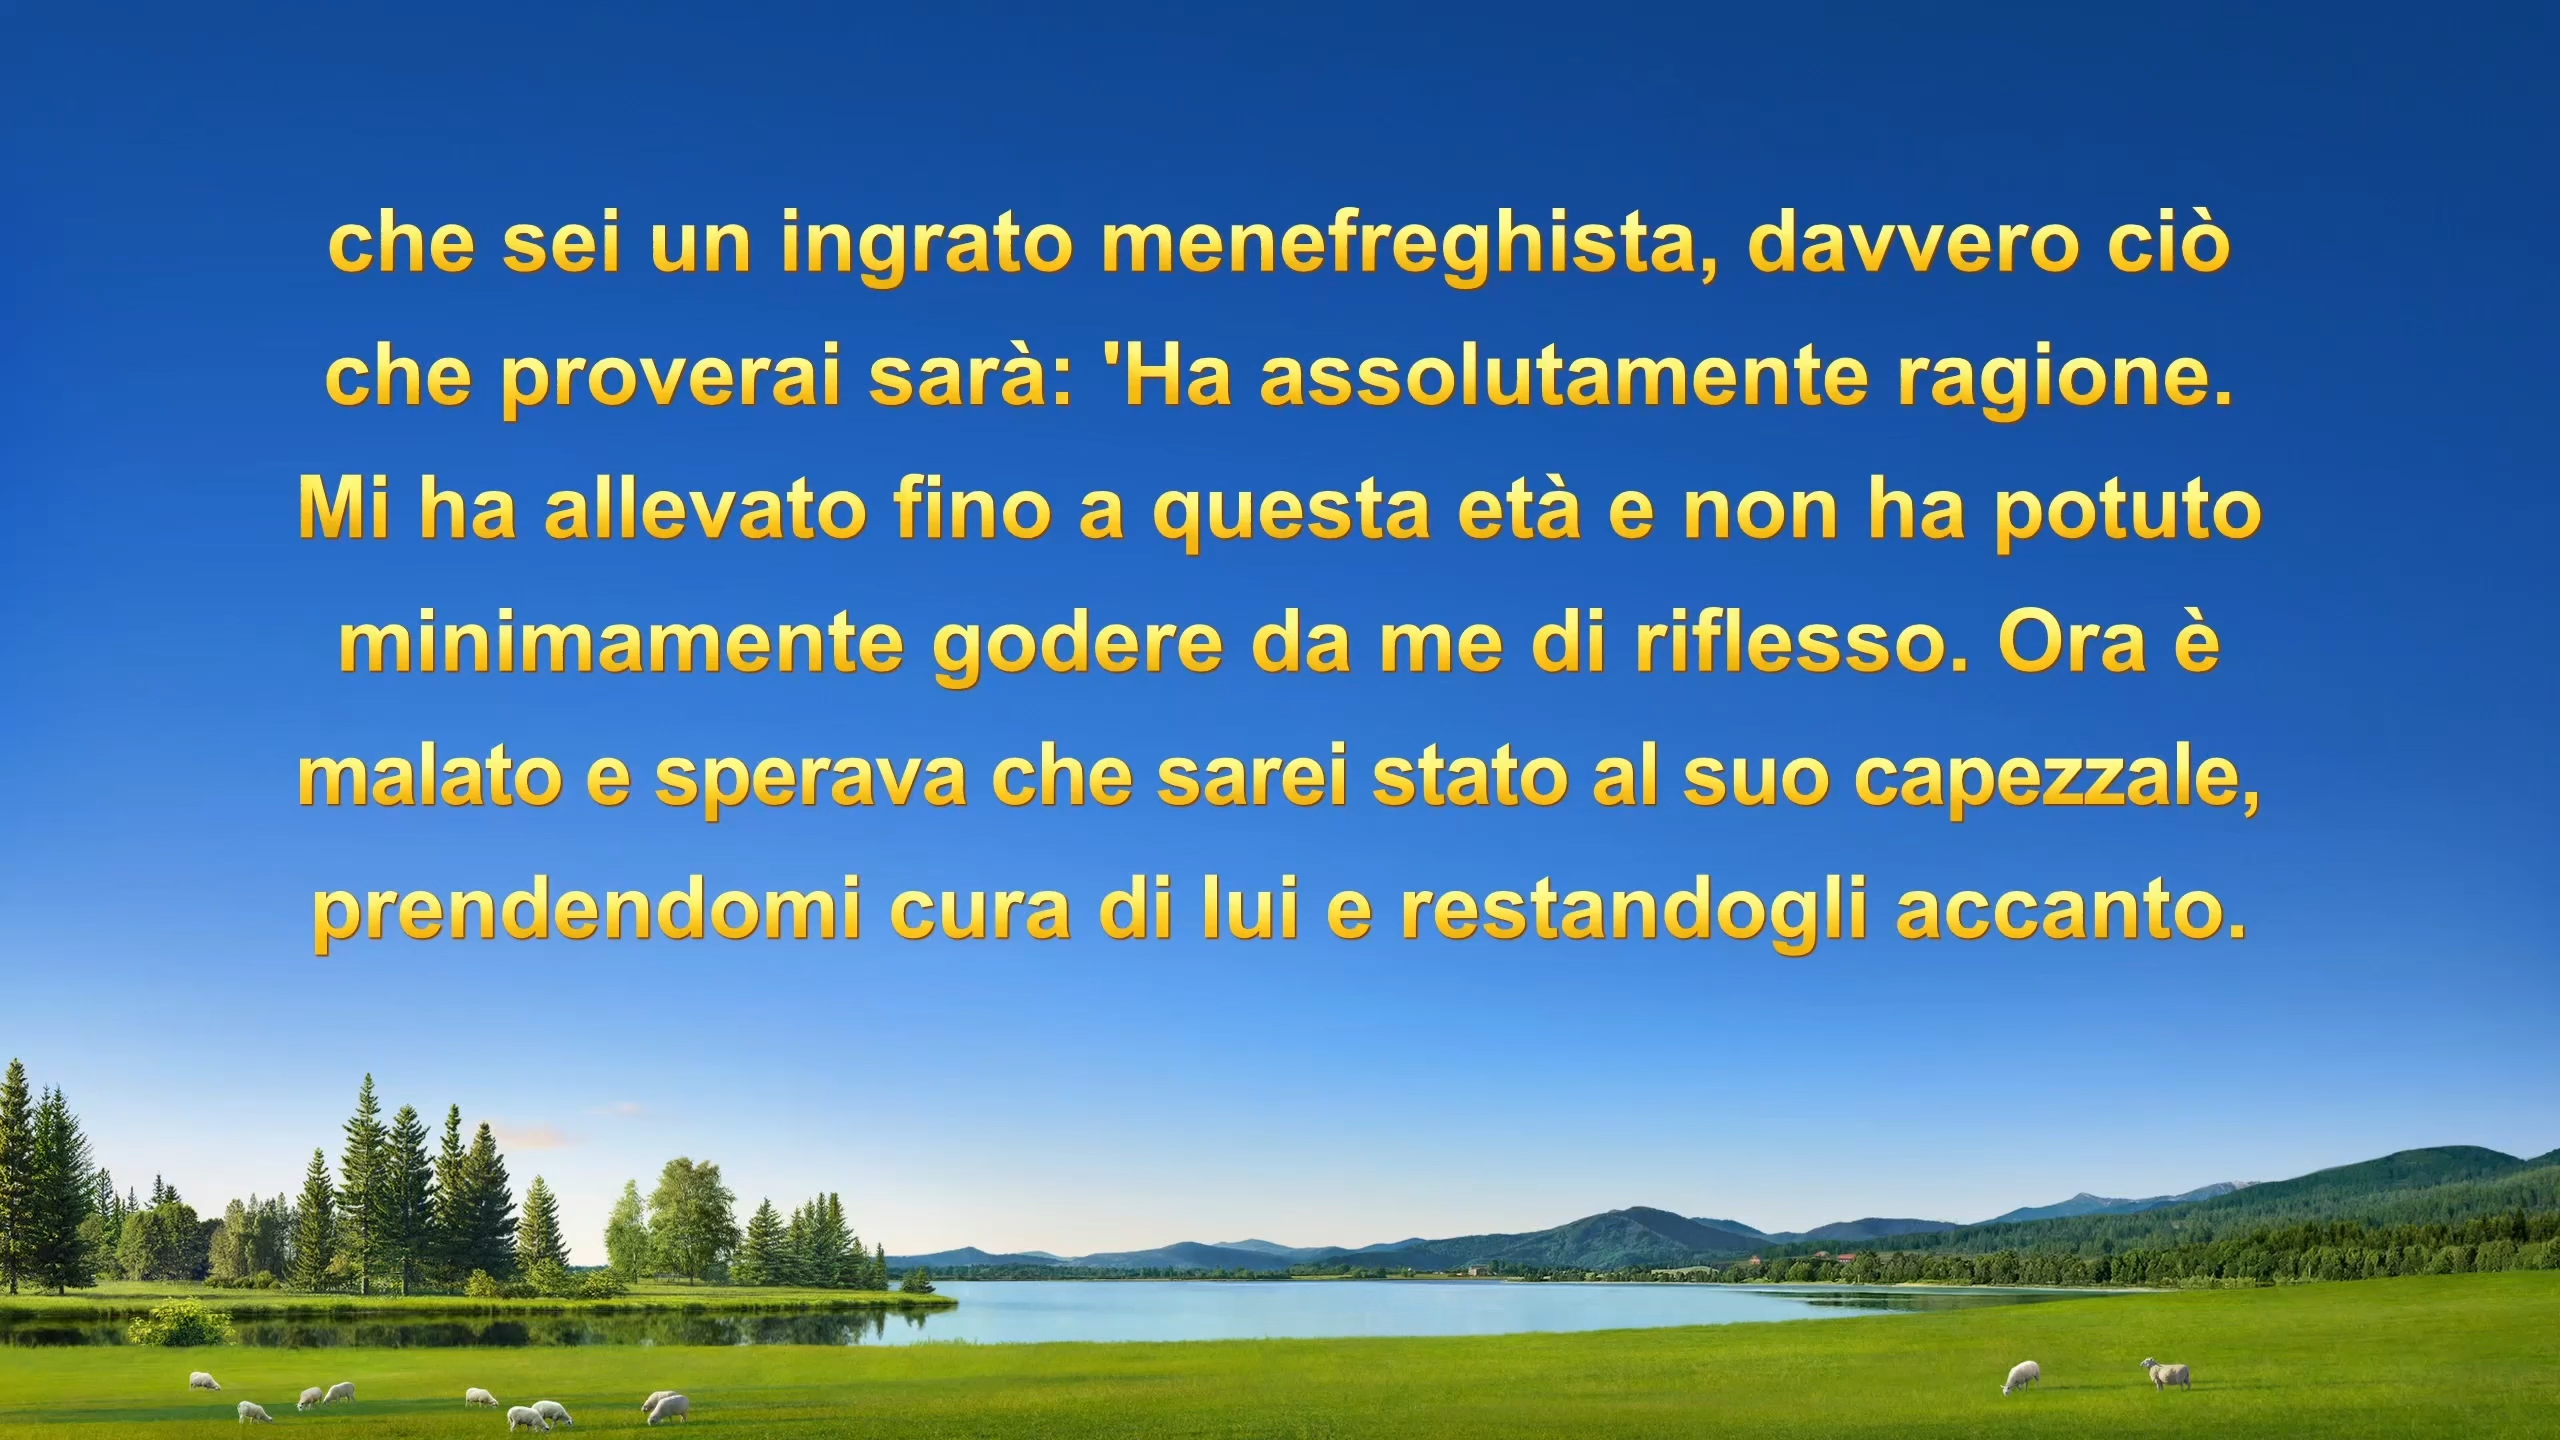 che sei un ingrato menefreghista, davvero ciò
che proverai sarà: 'Ha assolutamente ragione.
Mi ha allevato fino a questa età e non ha potuto
minimamente godere da me di riflesso. Ora è
malato e sperava che sarei stato al suo capezzale,
prendendomi cura di lui e restandogli accanto.